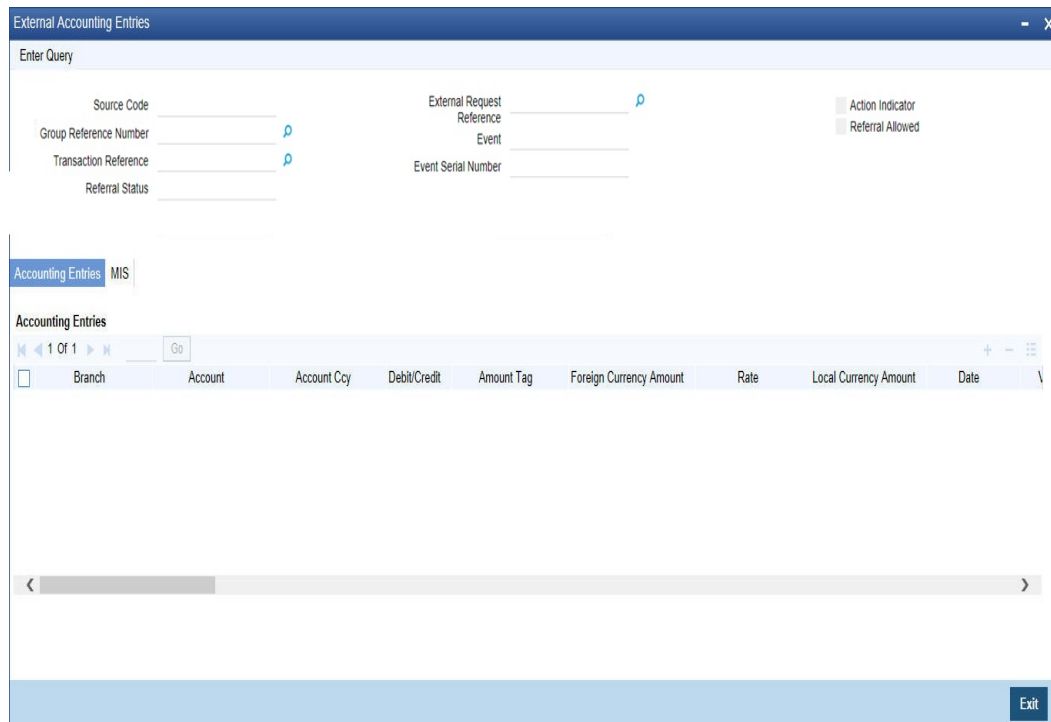 External Accounting Entries
Enter Query
Source Code
Group Reference Number
Transaction Reference
Referral Status
External Request
Reference
Event
Event Serial Number
Action Indicator
Referral Allowed
Accounting Entries MIS
Accounting Entries
1 Of 1 Go
Branch Account Account Ccy Debit/Credit Amount Tag Foreign Currency Amount Rate Local Currency Amount Date
Exit